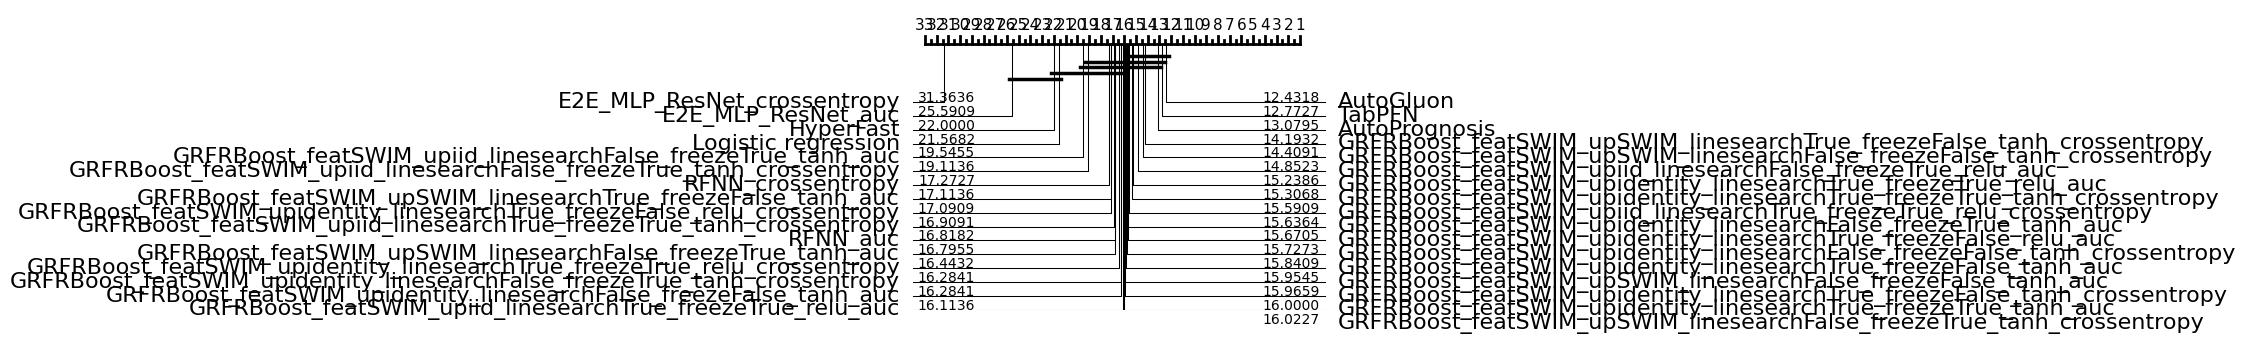 33 32 31 30 29 28 27 26 25 24 23 22 21 20 19 18 17 16 15 14 13 12 11 10 9 8 7 6 5 4 3 2 1
E2E_MLP_ResNet_crossentropy 31.3636 12.4318 AutoGluon
E2E_MLP_ResNet_auc 25.5909 12.7727 TabPFN
HyperFast 22.0000 13.0795 AutoPrognosis
Logistic regression 21.5682 14.1932 GRFRBoost_featSWIM_upSWIM_linesearchTrue_freezeFalse_tanh_crossentropy
GRFRBoost_featSWIM_upiid_linesearchFalse_freezeTrue_tanh_auc 19.5455 14.4091 GRFRBoost_featSWIM_upSWIM_linesearchFalse_freezeFalse_tanh_crossentropy
GRFRBoost_featSWIM_upiid_linesearchFalse_freezeTrue_tanh_crossentropy 19.1136 14.8523 GRFRBoost_featSWIM_upiid_linesearchFalse_freezeTrue_relu_auc
RFNN_crossentropy 17.2727 15.2386 GRFRBoost_featSWIM_upidentity_linesearchTrue_freezeTrue_relu_auc
GRFRBoost_featSWIM_upSWIM_linesearchTrue_freezeFalse_tanh_auc 17.1136 15.3068 GRFRBoost_featSWIM_upidentity_linesearchTrue_freezeTrue_tanh_crossentropy
GRFRBoost_featSWIM_upidentity_linesearchTrue_freezeFalse_relu_crossentropy 17.0909 15.5909 GRFRBoost_featSWIM_upiid_linesearchTrue_freezeTrue_relu_crossentropy
GRFRBoost_featSWIM_upiid_linesearchTrue_freezeTrue_tanh_crossentropy 16.9091 15.6364 GRFRBoost_featSWIM_upidentity_linesearchFalse_freezeTrue_tanh_auc
RFNN_auc 16.8182 15.6705 GRFRBoost_featSWIM_upidentity_linesearchTrue_freezeFalse_relu_auc
GRFRBoost_featSWIM_upSWIM_linesearchFalse_freezeTrue_tanh_auc 16.7955 15.7273 GRFRBoost_featSWIM_upidentity_linesearchFalse_freezeFalse_tanh_crossentropy
GRFRBoost_featSWIM_upidentity_linesearchTrue_freezeTrue_relu_crossentropy 16.4432 15.8409 GRFRBoost_featSWIM_upidentity_linesearchTrue_freezeFalse_tanh_auc
GRFRBoost_featSWIM_upidentity_linesearchFalse_freezeTrue_tanh_crossentropy 16.2841 15.9545 GRFRBoost_featSWIM_upSWIM_linesearchFalse_freezeFalse_tanh_auc
GRFRBoost_featSWIM_upidentity_linesearchFalse_freezeFalse_tanh_auc 16.2841 15.9659 GRFRBoost_featSWIM_upidentity_linesearchTrue_freezeFalse_tanh_crossentropy
GRFRBoost_featSWIM_upiid_linesearchTrue_freezeTrue_relu_auc 16.1136 16.0000 GRFRBoost_featSWIM_upidentity_linesearchTrue_freezeTrue_tanh_auc
16.0227 GRFRBoost_featSWIM_upSWIM_linesearchFalse_freezeTrue_tanh_crossentropy